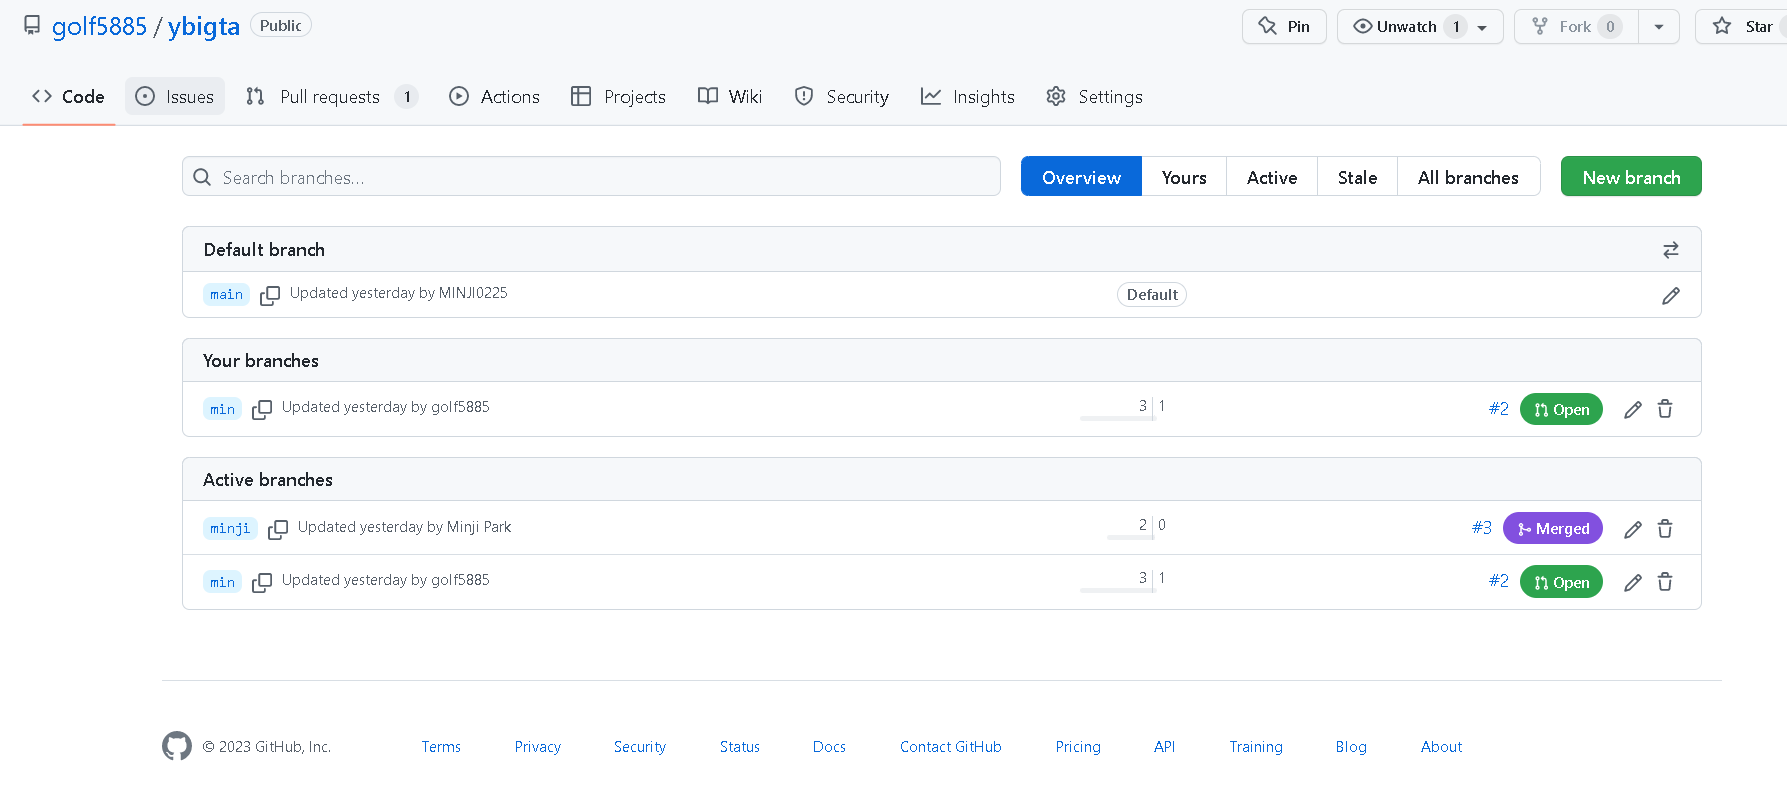 golf5885 / ybigta Public Pin Unwatch 1 Fork 0 Star
Code Issues Pull requests 1 Actions Projects Wiki Security Insights Settings
Search branches... Overview Yours Active Stale All branches New branch
Default branch
main Updated yesterday by MINJI0225 Default
Your branches
min Updated yesterday by golf5885 3 1 #2 Open
Active branches
minji Updated yesterday by Minji Park 2 0 #3 Merged
min Updated yesterday by golf5885 3 1 #2 Open
© 2023 GitHub, Inc. Terms Privacy Security Status Docs Contact GitHub Pricing API Training Blog About